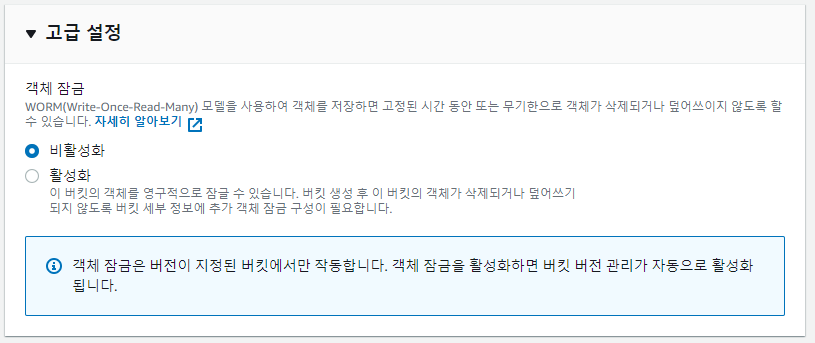 고급 설정
객체 잠금
WORM(Write-Once-Read-Many) 모델을 사용하여 객체를 저장하면 고정된 시간 동안 또는 무기한으로 객체가 삭제되거나 덮어쓰이지 않도록 할
수 있습니다. 자세히 알아보기
비활성화
활성화
이 버킷의 객체를 영구적으로 잠글 수 있습니다. 버킷 생성 후 이 버킷의 객체가 삭제되거나 덮어쓰기
되지 않도록 버킷 세부 정보에 추가 객체 잠금 구성이 필요합니다.
객체 잠금은 버전이 지정된 버킷에서만 작동합니다. 객체 잠금을 활성화하면 버킷 버전 관리가 자동으로 활성화
됩니다.